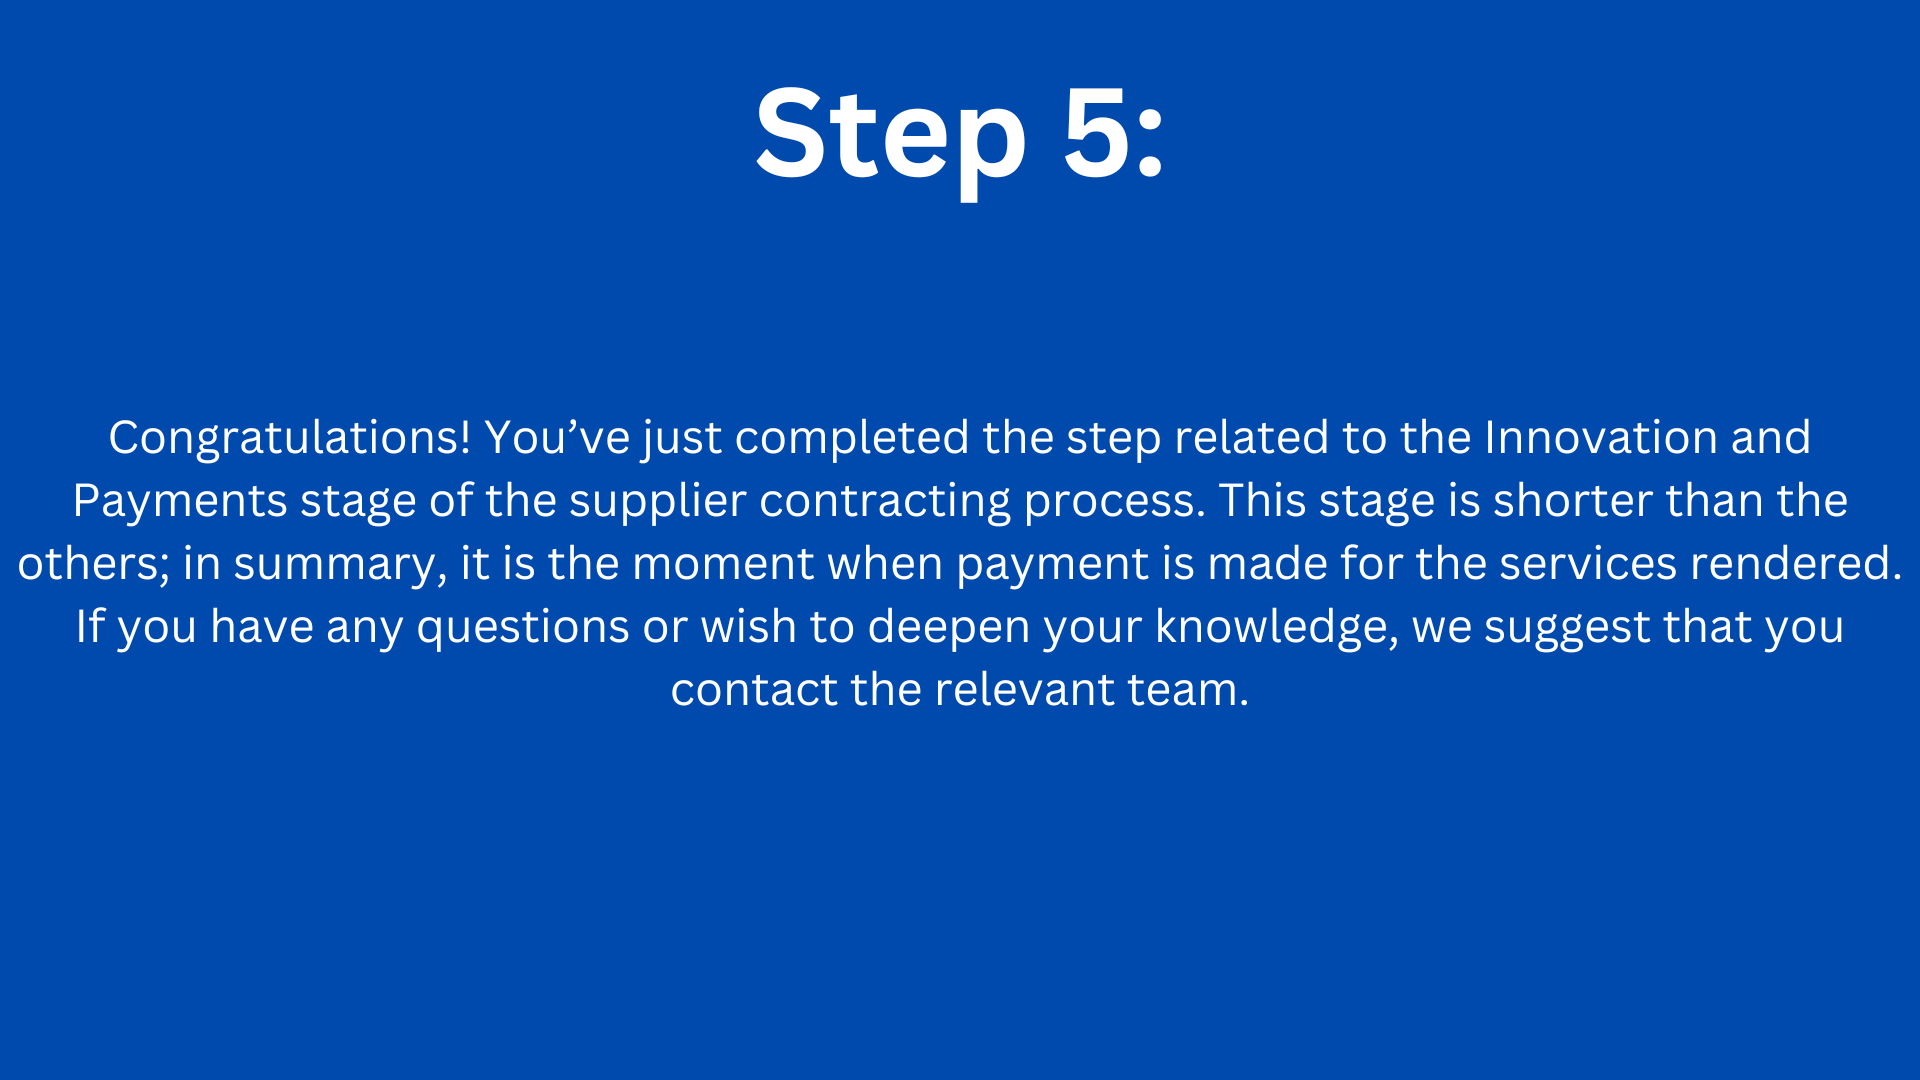 Step 5:
Congratulations! You’ve just completed the step related to the Innovation and
Payments stage of the supplier contracting process. This stage is shorter than the
others; in summary, it is the moment when payment is made for the services rendered.
If you have any questions or wish to deepen your knowledge, we suggest that you
contact the relevant team.